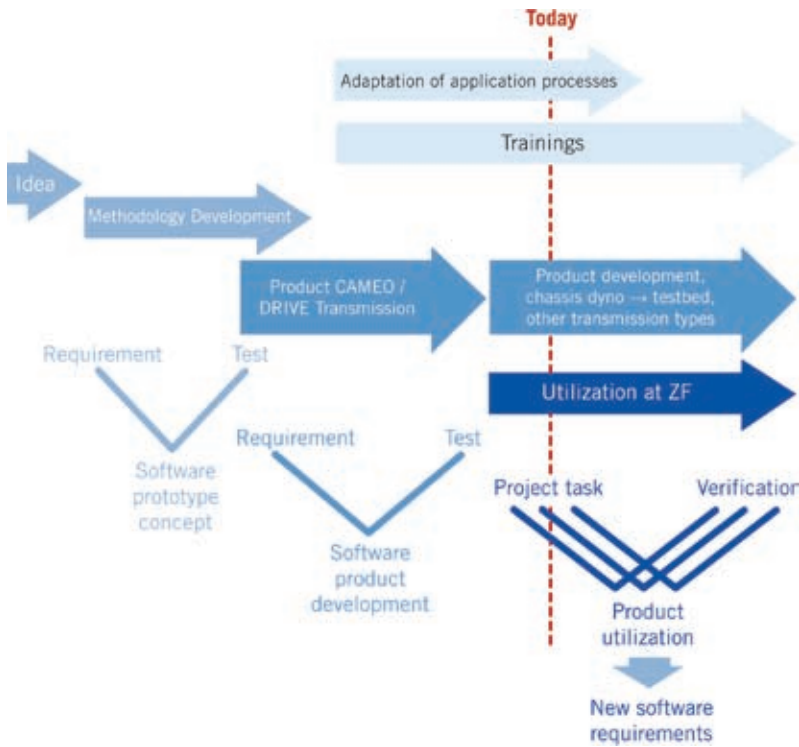 Today
Adaptation of application processes
Trainings
Idea
Methodology Development
Product CAMEO /
DRIVE Transmission
Product development,
chassis dyno → testbed,
other transmission types
Requirement
Test
Utilization at ZF
Requirement
Test
Software
prototype
concept
Project task
Verification
Software
product
development
Product
utilization
New software
requirements